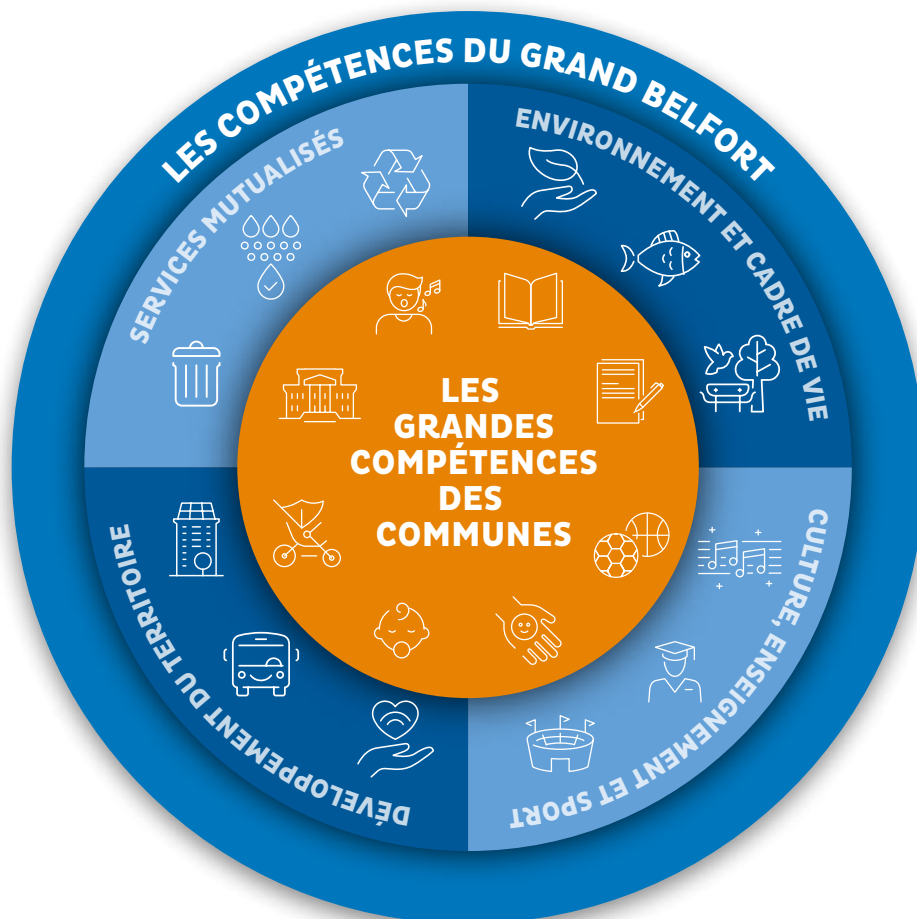 LES COMPÉTENCES DU GRAND BELFORT
SERVICES MUTUALISÉS
ENVIRONNEMENT ET CADRE DE VIE
LES
GRANDES
COMPÉTENCES
DES
COMMUNES
DÉVELOPPEMENT DU TERRITOIRE
CULTURE, ENSEIGNEMENT ET SPORT